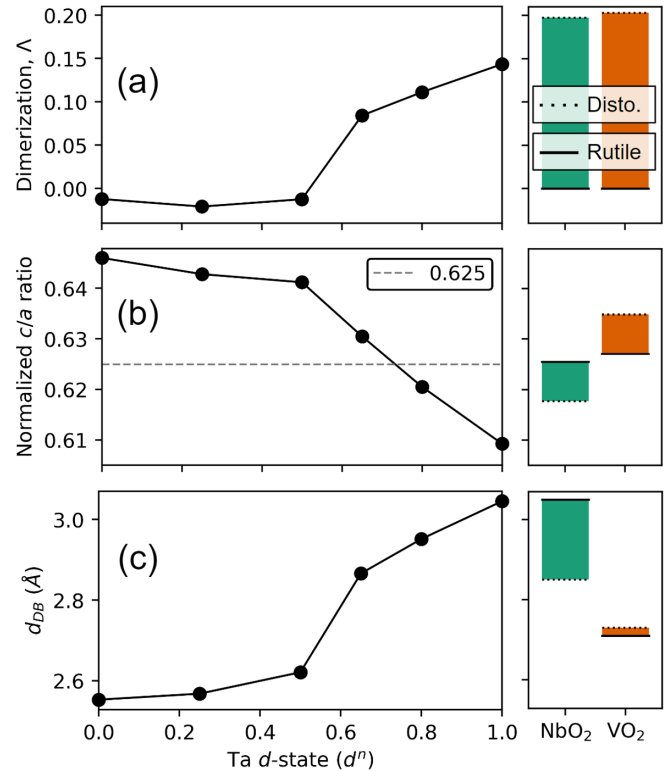 0.20
0.15
0.10
0.05
0.00
Dimerization, Λ
(a)
Disto.
Rutile
0.64
0.63
0.62
0.61
Normalized c/a ratio
(b)
0.625
3.0
2.8
2.6
d_DB (Å)
(c)
0.0 0.2 0.4 0.6 0.8 1.0
Ta d-state (dⁿ)
NbO₂ VO₂